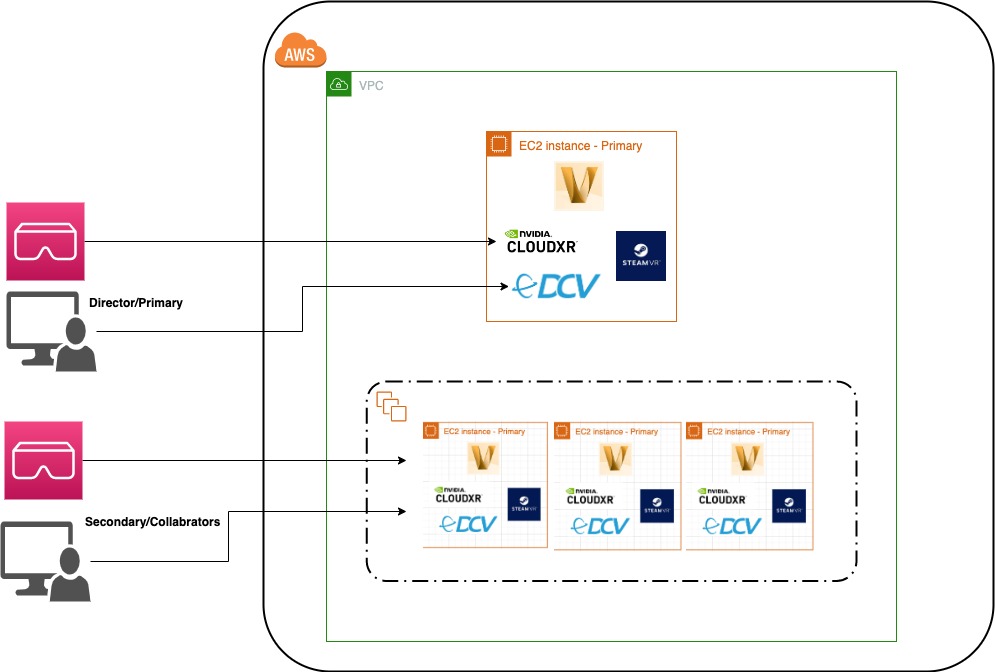 AWS
VPC
EC2 instance - Primary
NVIDIA.
CLOUDXR
STEAMVR
DCV
Director/Primary
EC2 instance - Primary
EC2 instance - Primary
EC2 instance - Primary
NVIDIA.
CLOUDXR
STEAMVR
DCV
NVIDIA.
CLOUDXR
STEAMVR
DCV
NVIDIA.
CLOUDXR
STEAMVR
DCV
Secondary/Collabrators